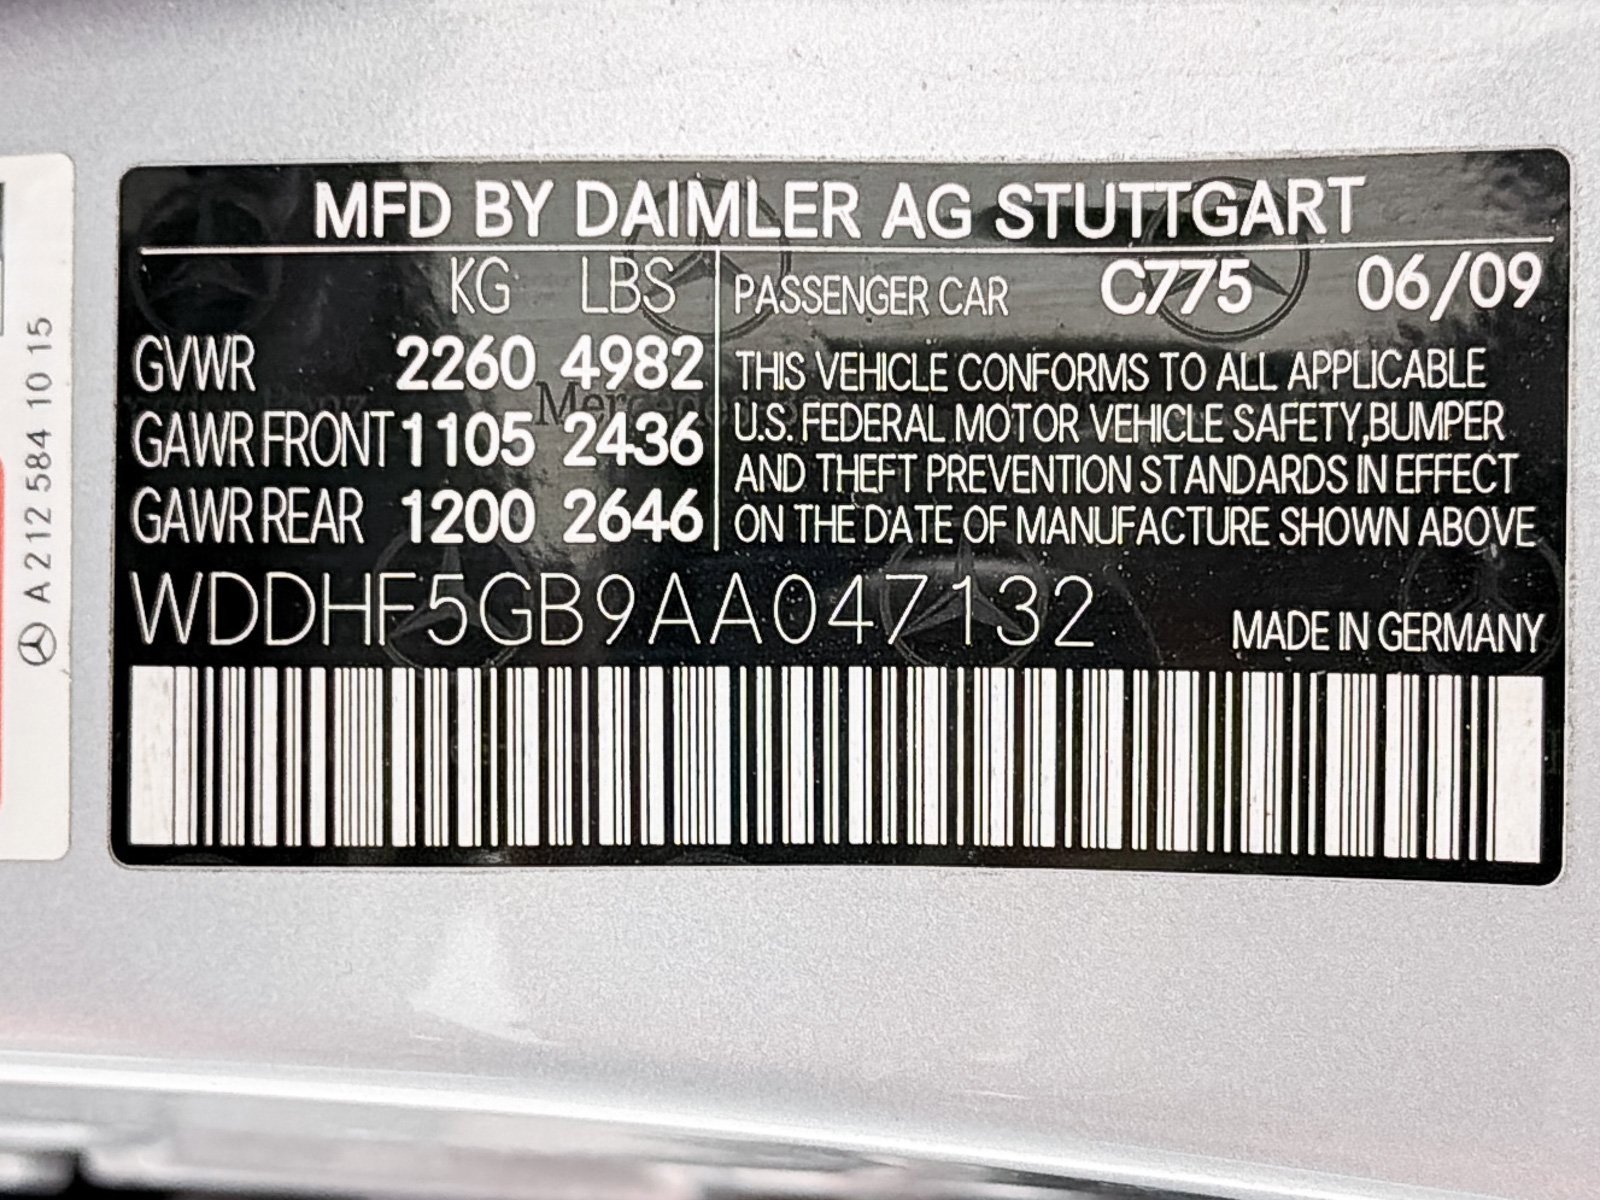 MFD BY DAIMLER AG STUTTGART
KG LBS
GVWR 2260 4982
GAWR FRONT 1105 2436
GAWR REAR 1200 2646
PASSENGER CAR C775 06/09
THIS VEHICLE CONFORMS TO ALL APPLICABLE
U.S. FEDERAL MOTOR VEHICLE SAFETY,BUMPER
AND THEFT PREVENTION STANDARDS IN EFFECT
ON THE DATE OF MANUFACTURE SHOWN ABOVE
WDDHF5GB9AA047132
MADE IN GERMANY
A 212 584 10 15